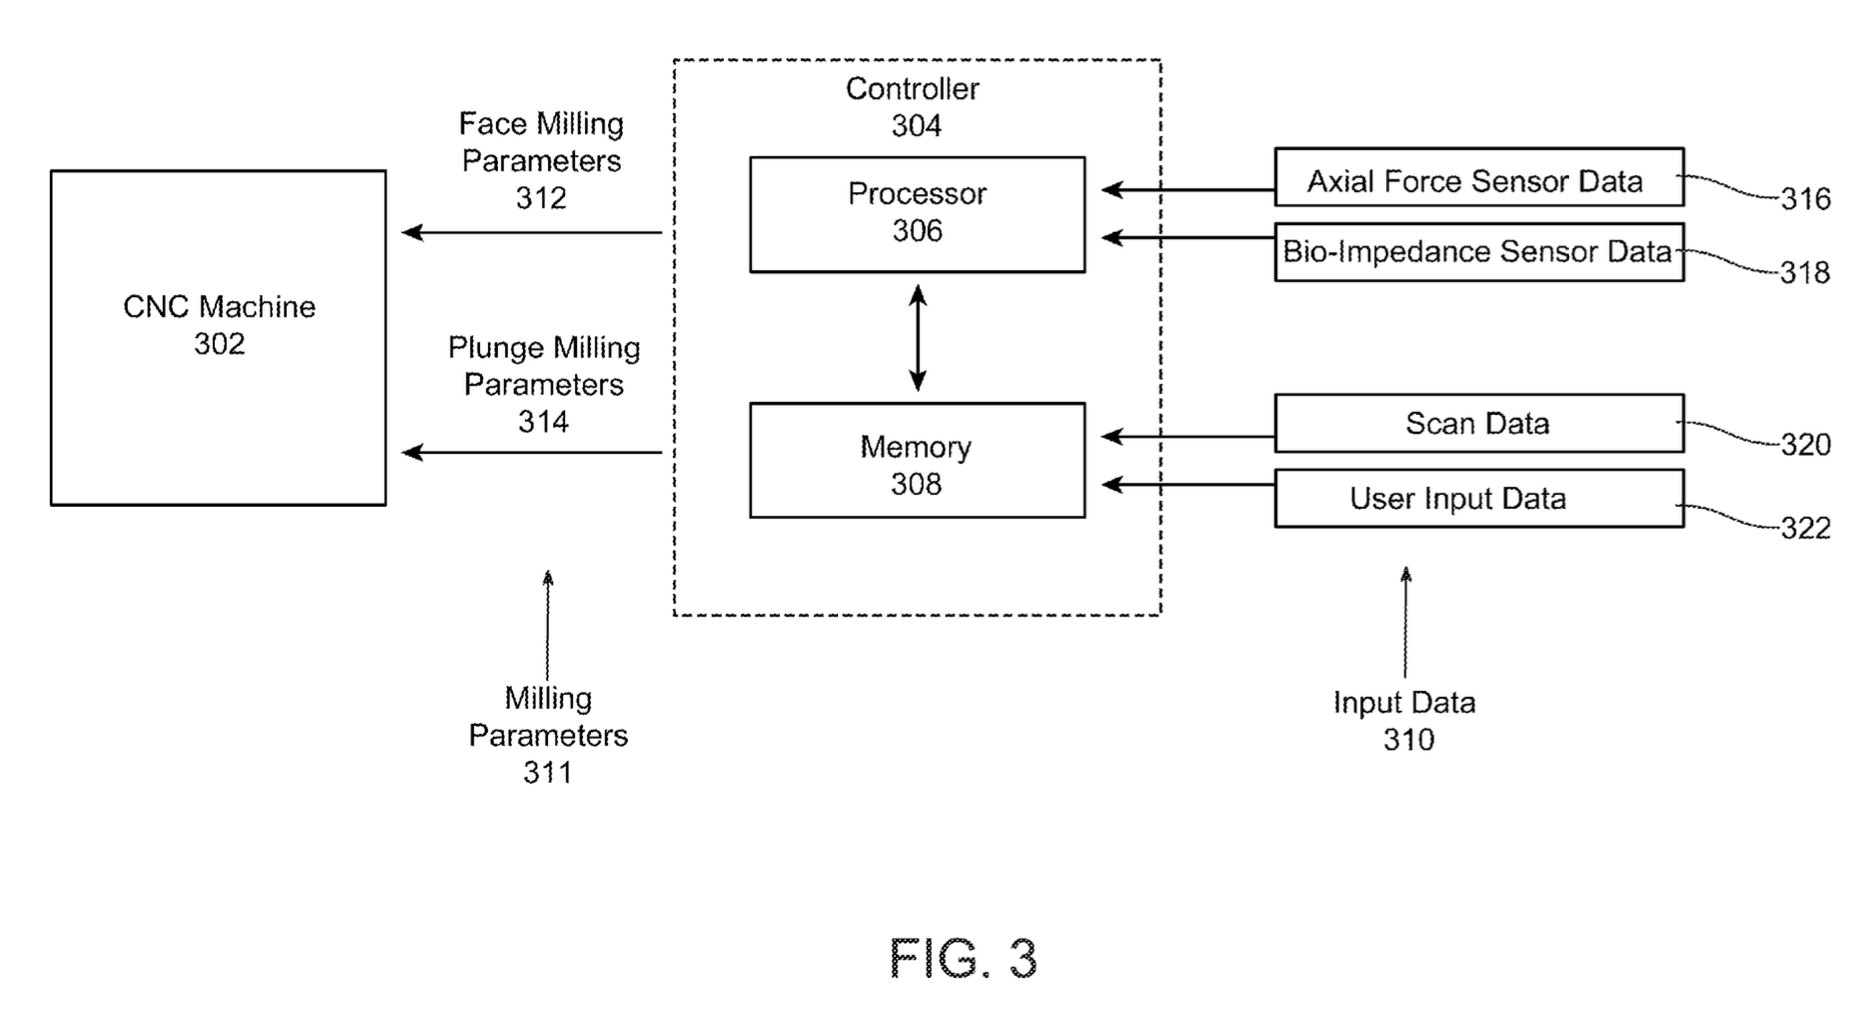 Controller
304
Face Milling
Parameters
312
Processor
306
Axial Force Sensor Data
316
Bio-Impedance Sensor Data
318
CNC Machine
302
Plunge Milling
Parameters
314
Memory
308
Scan Data
320
User Input Data
322
Milling
Parameters
311
Input Data
310
FIG. 3